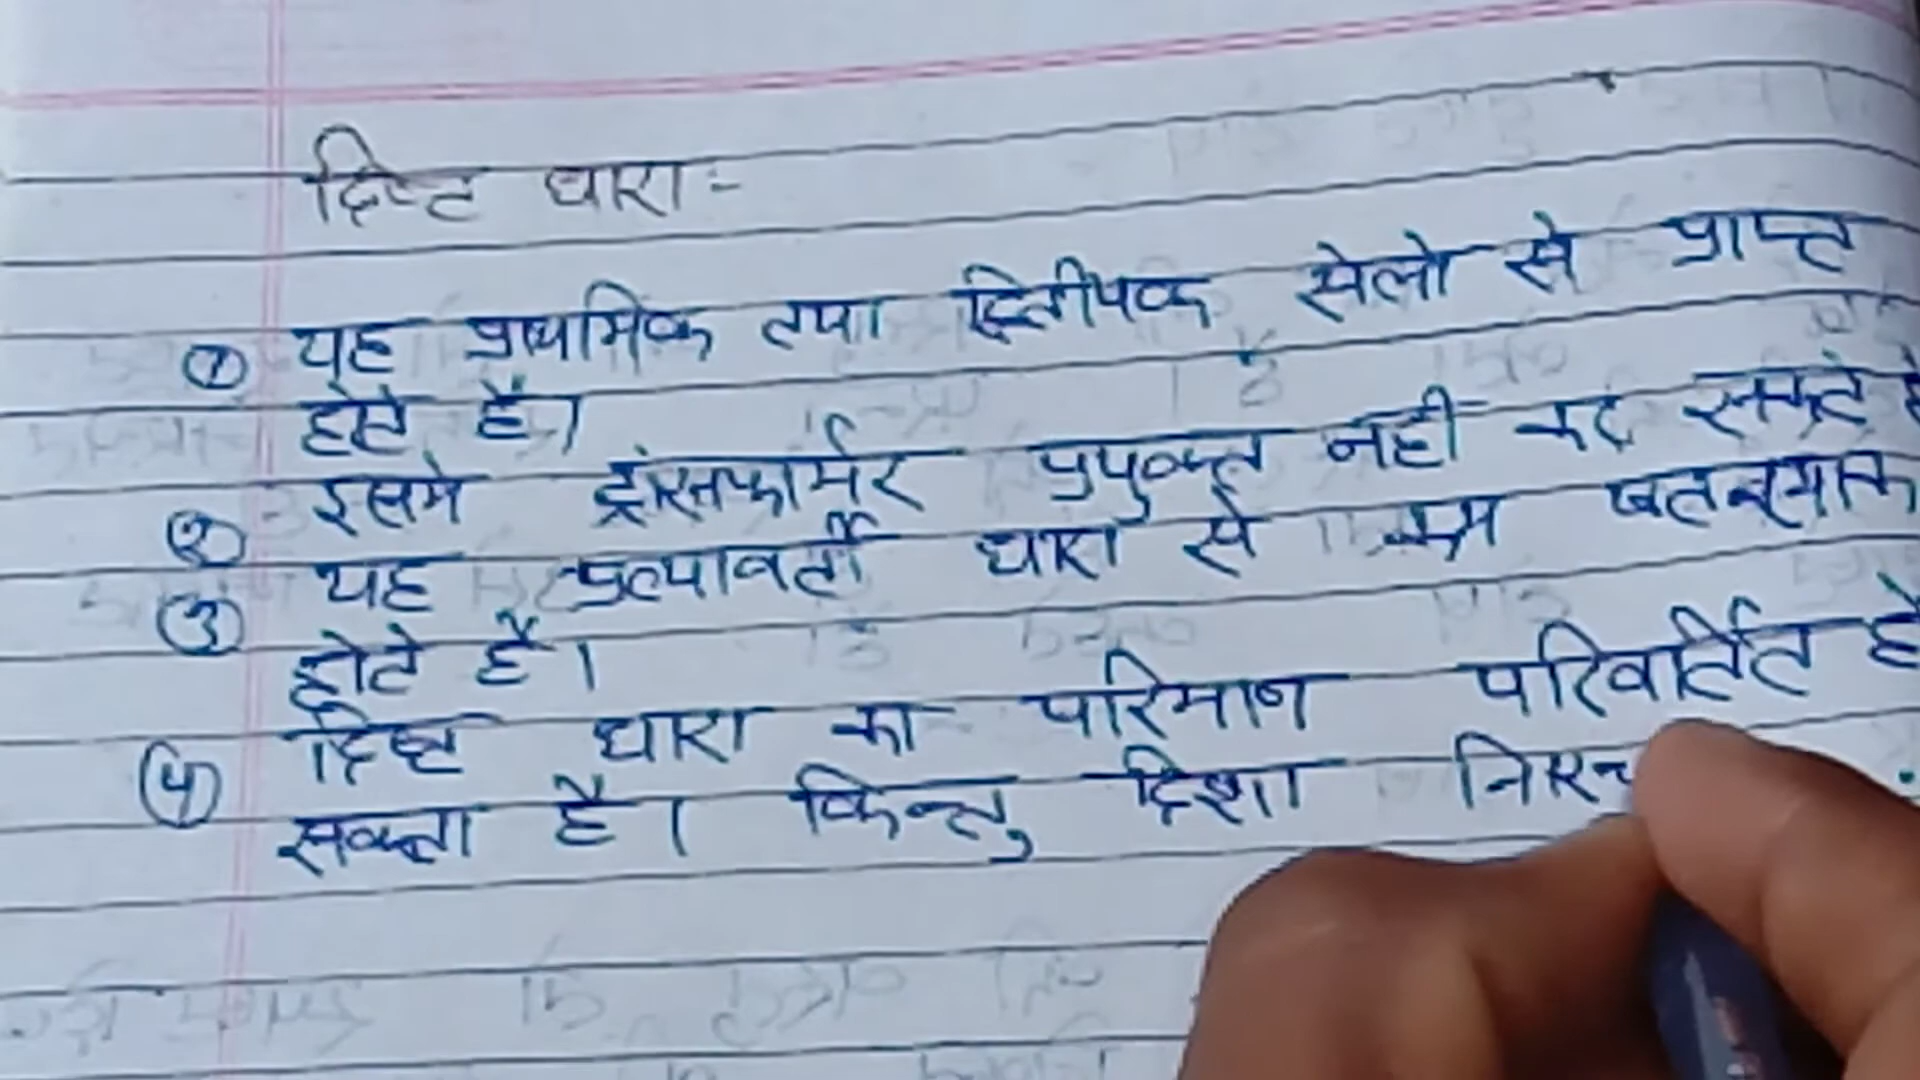 दिष्ट धारा :-
① यह प्राथमिक तथा द्वितीयक सेलो से प्राप्त
होते है।
② इसमे ट्रांसफार्मर प्रयुक्त नही कर सकते
③ यह प्रत्यावर्ती धारा से कम खतरनाक
होते है।
④ दिष्ट धारा का परिमाण परिवर्तित
सकता है। किन्तु दिशा